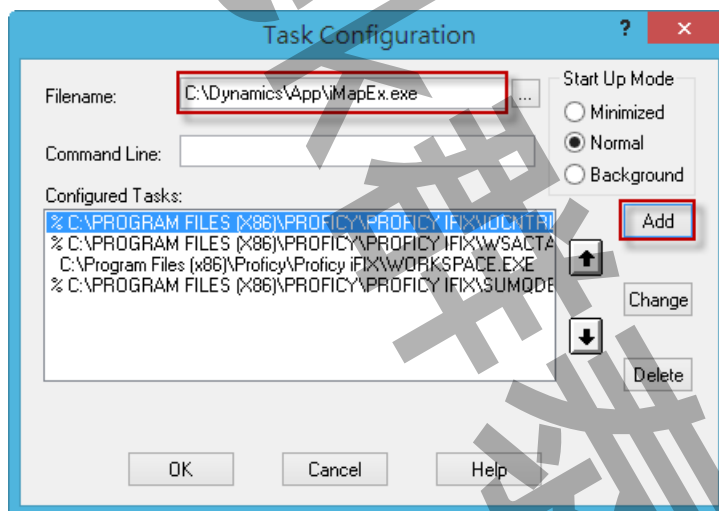 Task Configuration
? ×
Filename:
C:\Dynamics\App\iMapEx.exe
...
Start Up Mode
Minimized
Normal
Background
Command Line:
Configured Tasks:
% C:\PROGRAM FILES (X86)\PROFICY\PROFICY IFIX\IOCNTRL
% C:\PROGRAM FILES (X86)\PROFICY\PROFICY IFIX\WSACTA
C:\Program Files (x86)\Proficy\Proficy iFIX\WORKSPACE.EXE
% C:\PROGRAM FILES (X86)\PROFICY\PROFICY IFIX\SUMQDE
Add
Change
Delete
OK
Cancel
Help